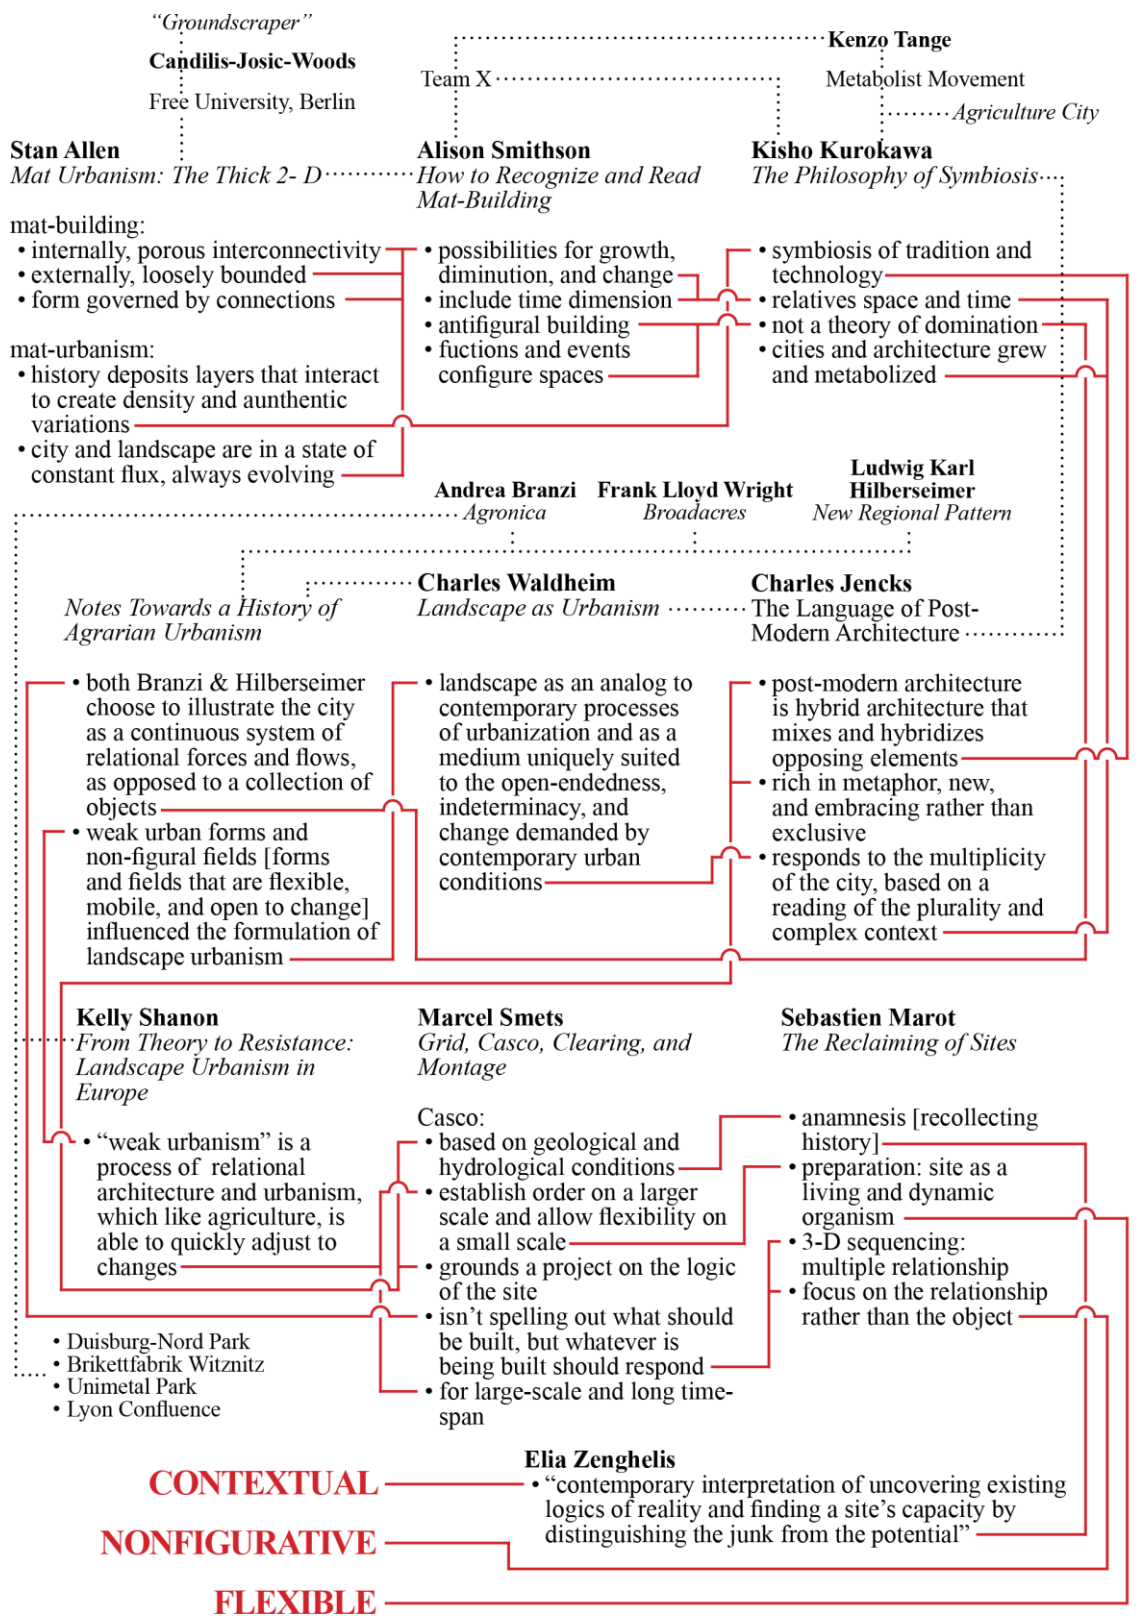 “Groundscraper”
Candilis-Josic-Woods
Free University, Berlin
Team X
Kenzo Tange
Metabolist Movement
Agriculture City
Stan Allen
Mat Urbanism: The Thick 2- D
Alison Smithson
How to Recognize and Read
Mat-Building
Kisho Kurokawa
The Philosophy of Symbiosis
mat-building:
• internally, porous interconnectivity
• externally, loosely bounded
• form governed by connections
mat-urbanism:
• history deposits layers that interact
to create density and aunthentic
variations
• city and landscape are in a state of
constant flux, always evolving
• possibilities for growth,
diminution, and change
• include time dimension
• antifigural building
• fuctions and events
configure spaces
• symbiosis of tradition and
technology
• relatives space and time
• not a theory of domination
• cities and architecture grew
and metabolized
Andrea Branzi
Agronica
Frank Lloyd Wright
Broadacres
Ludwig Karl
Hilberseimer
New Regional Pattern
Notes Towards a History of
Agrarian Urbanism
Charles Waldheim
Landscape as Urbanism
Charles Jencks
The Language of Post-
Modern Architecture
• both Branzi & Hilberseimer
choose to illustrate the city
as a continuous system of
relational forces and flows,
as opposed to a collection of
objects
• weak urban forms and
non-figural fields [forms
and fields that are flexible,
mobile, and open to change]
influenced the formulation of
landscape urbanism
• landscape as an analog to
contemporary processes
of urbanization and as a
medium uniquely suited
to the open-endedness,
indeterminacy, and
change demanded by
contemporary urban
conditions
• post-modern architecture
is hybrid architecture that
mixes and hybridizes
opposing elements
• rich in metaphor, new,
and embracing rather than
exclusive
• responds to the multiplicity
of the city, based on a
reading of the plurality and
complex context
Kelly Shanon
From Theory to Resistance:
Landscape Urbanism in
Europe
Marcel Smets
Grid, Casco, Clearing, and
Montage
Sebastien Marot
The Reclaiming of Sites
• “weak urbanism” is a
process of relational
architecture and urbanism,
which like agriculture, is
able to quickly adjust to
changes
Casco:
• based on geological and
hydrological conditions
• establish order on a larger
scale and allow flexibility on
a small scale
• grounds a project on the logic
of the site
• isn’t spelling out what should
be built, but whatever is
being built should respond
• for large-scale and long time-
span
• anamnesis [recollecting
history]
• preparation: site as a
living and dynamic
organism
• 3-D sequencing:
multiple relationship
• focus on the relationship
rather than the object
• Duisburg-Nord Park
• Brikettfabrik Witznitz
• Unimetal Park
• Lyon Confluence
Elia Zenghelis
• “contemporary interpretation of uncovering existing
logics of reality and finding a site’s capacity by
distinguishing the junk from the potential”
CONTEXTUAL
NONFIGURATIVE
FLEXIBLE